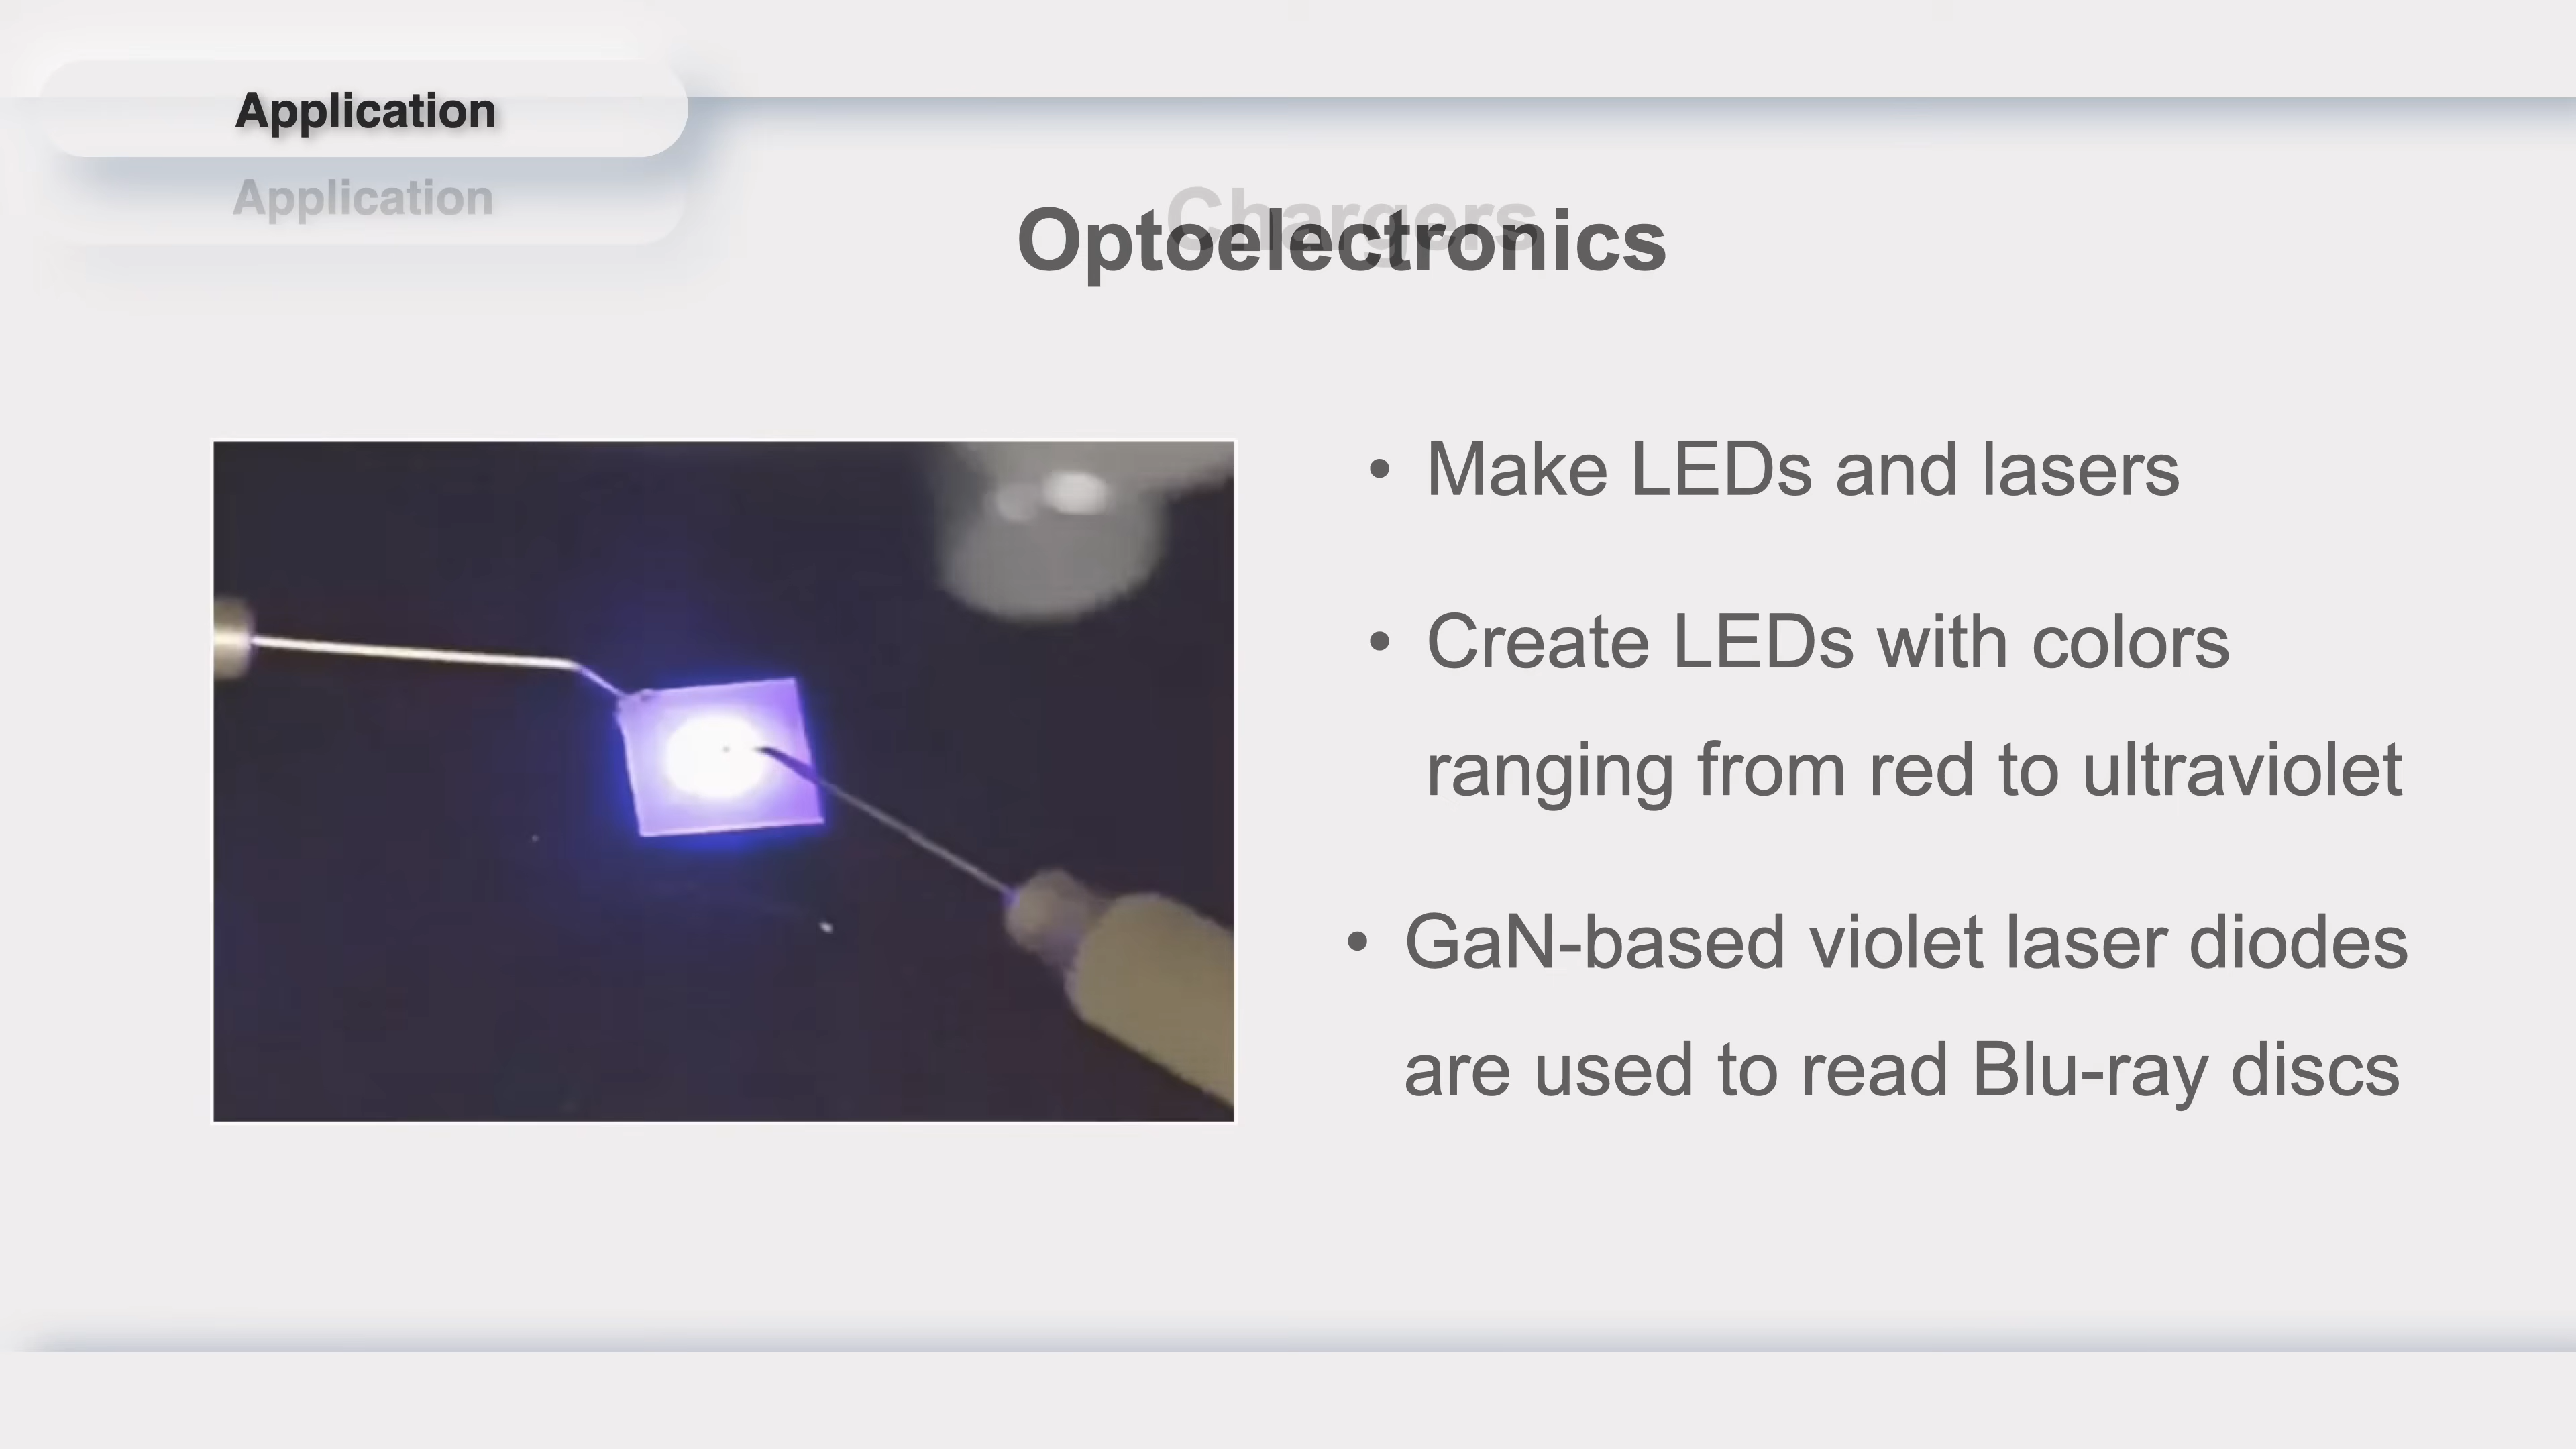 Application
Application
Chargers
Optoelectronics
• Make LEDs and lasers
• Create LEDs with colors
ranging from red to ultraviolet
• GaN-based violet laser diodes
are used to read Blu-ray discs